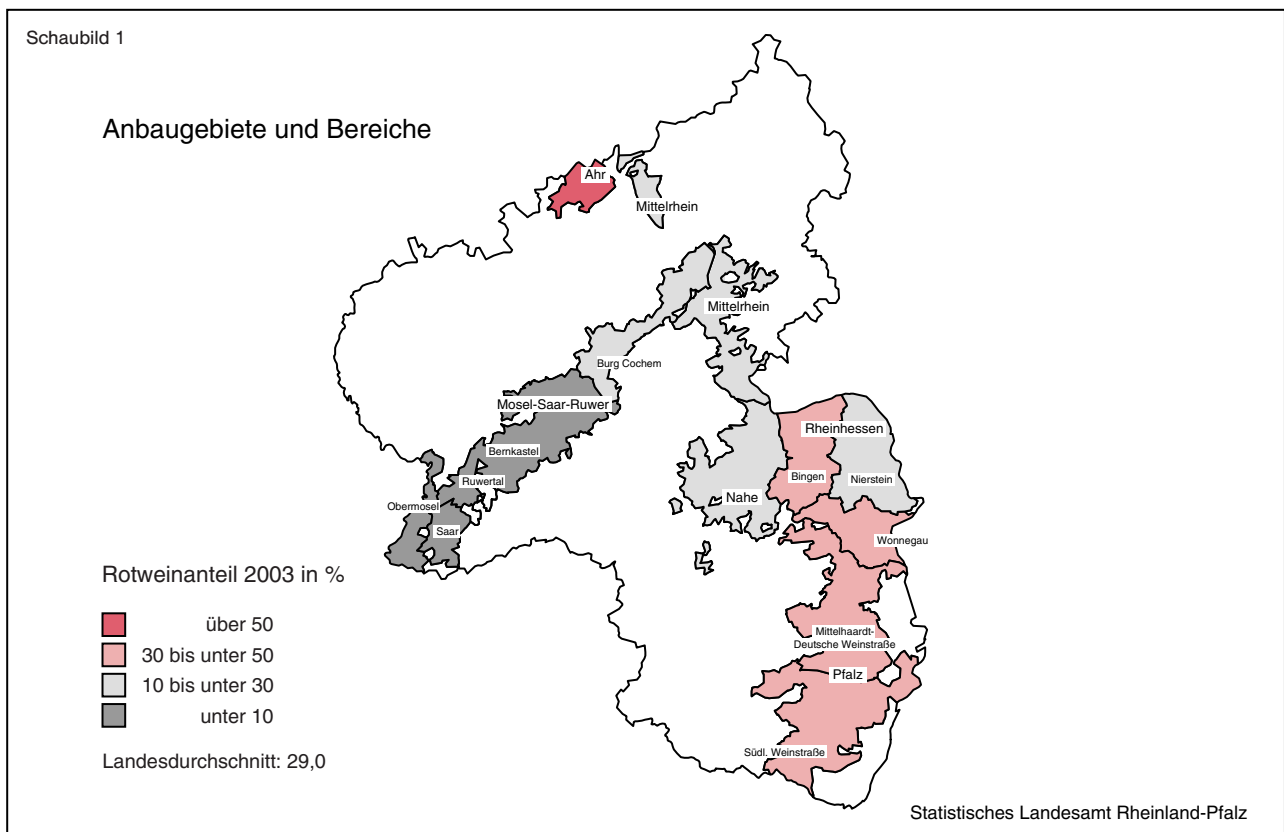 Schaubild 1
Anbaugebiete und Bereiche
Ahr
Mittelrhein
Mittelrhein
Burg Cochem
Mosel-Saar-Ruwer
Bernkastel
Ruwertal
Obermosel
Saar
Rheinhessen
Bingen
Nierstein
Nahe
Wonnegau
Mittelhaardt-
Deutsche Weinstraße
Pfalz
Südl. Weinstraße
Rotweinanteil 2003 in %
über 50
30 bis unter 50
10 bis unter 30
unter 10
Landesdurchschnitt: 29,0
Statistisches Landesamt Rheinland-Pfalz